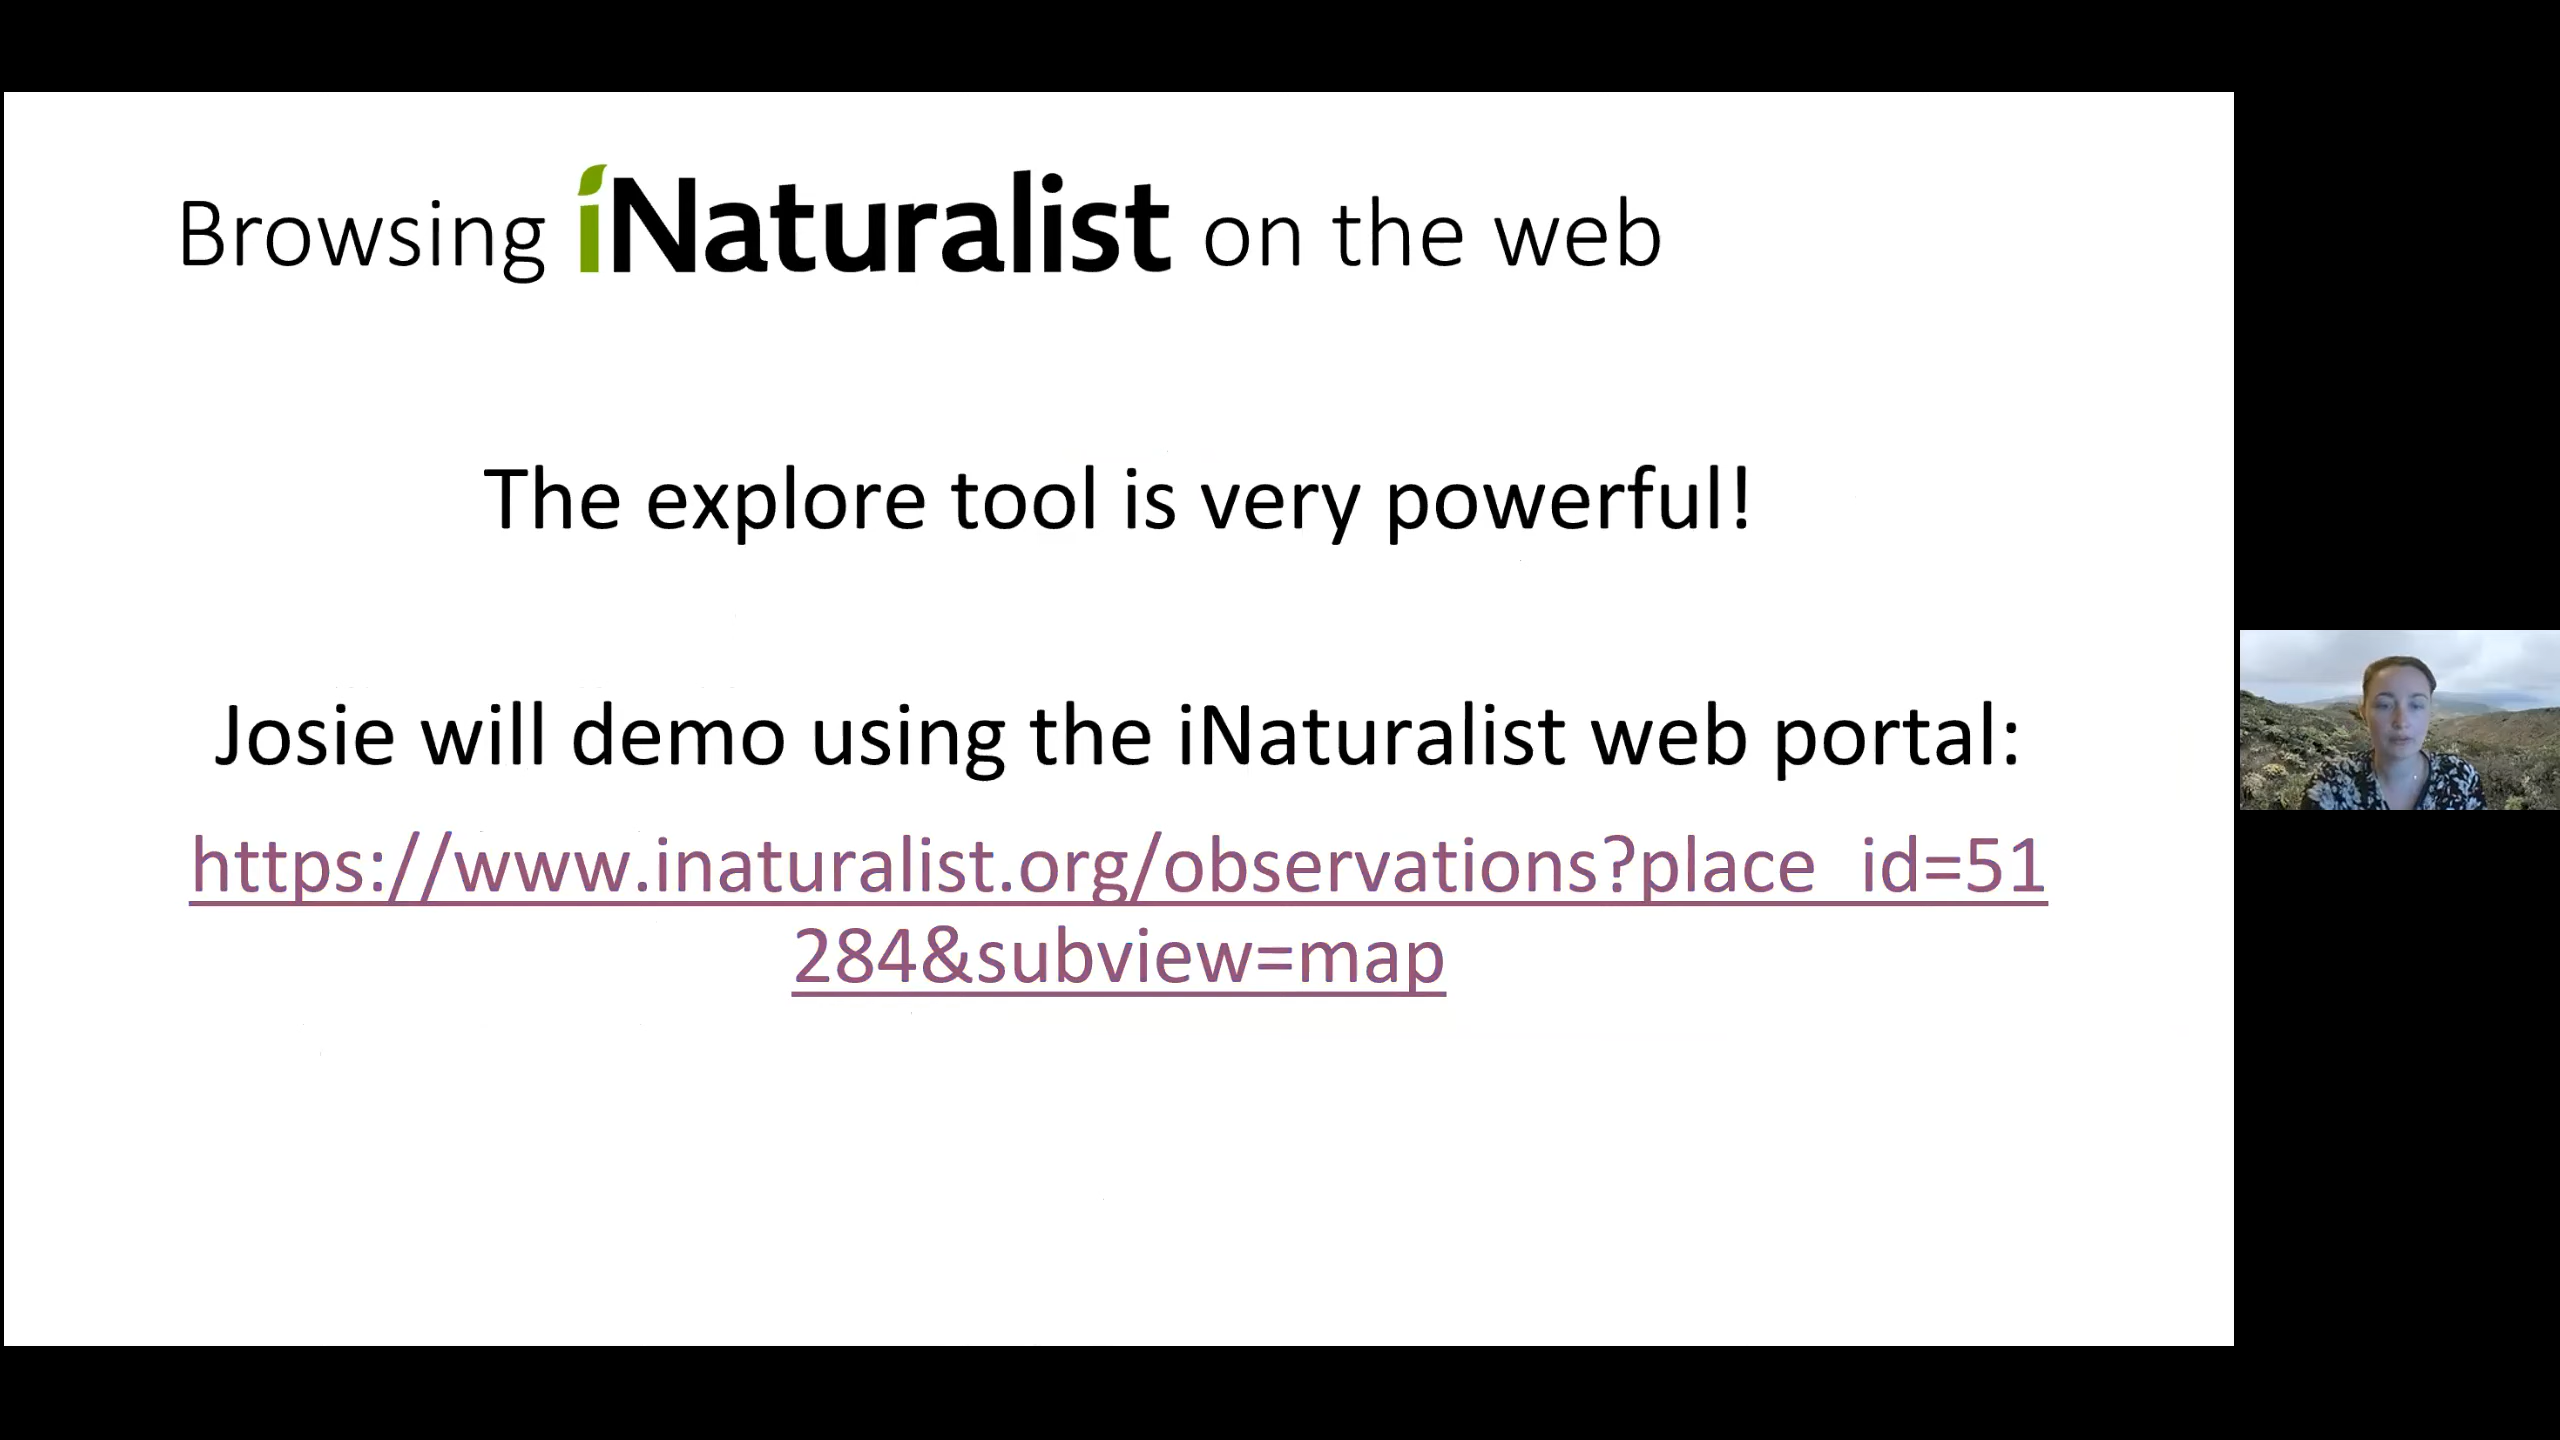 Browsing iNaturalist on the web
The explore tool is very powerful!
Josie will demo using the iNaturalist web portal:
https://www.inaturalist.org/observations?place_id=51
284&subview=map